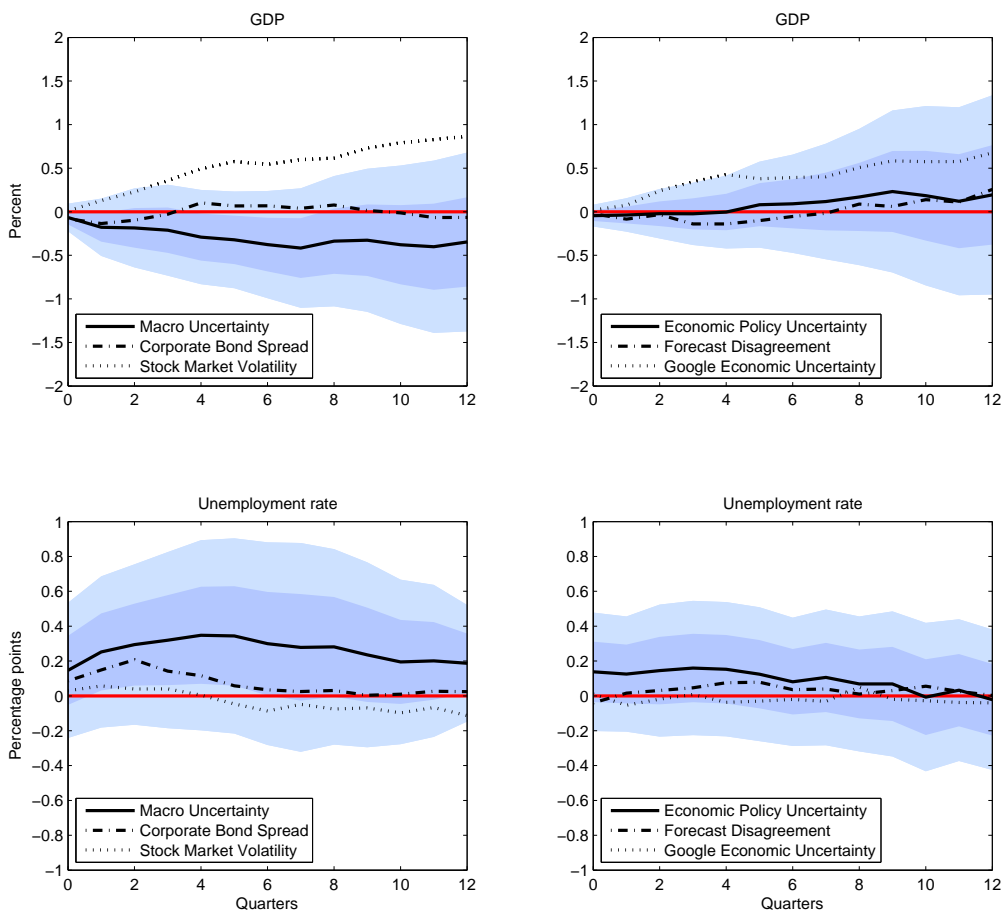 GDP
2
1.5
1
0.5
0
−0.5
−1
−1.5
−2
Percent
Macro Uncertainty
Corporate Bond Spread
Stock Market Volatility
0 2 4 6 8 10 12
GDP
2
1.5
1
0.5
0
−0.5
−1
−1.5
−2
Economic Policy Uncertainty
Forecast Disagreement
Google Economic Uncertainty
0 2 4 6 8 10 12
Unemployment rate
1
0.8
0.6
0.4
0.2
0
−0.2
−0.4
−0.6
−0.8
−1
Percentage points
Macro Uncertainty
Corporate Bond Spread
Stock Market Volatility
0 2 4 6 8 10 12
Quarters
Unemployment rate
1
0.8
0.6
0.4
0.2
0
−0.2
−0.4
−0.6
−0.8
−1
Economic Policy Uncertainty
Forecast Disagreement
Google Economic Uncertainty
0 2 4 6 8 10 12
Quarters